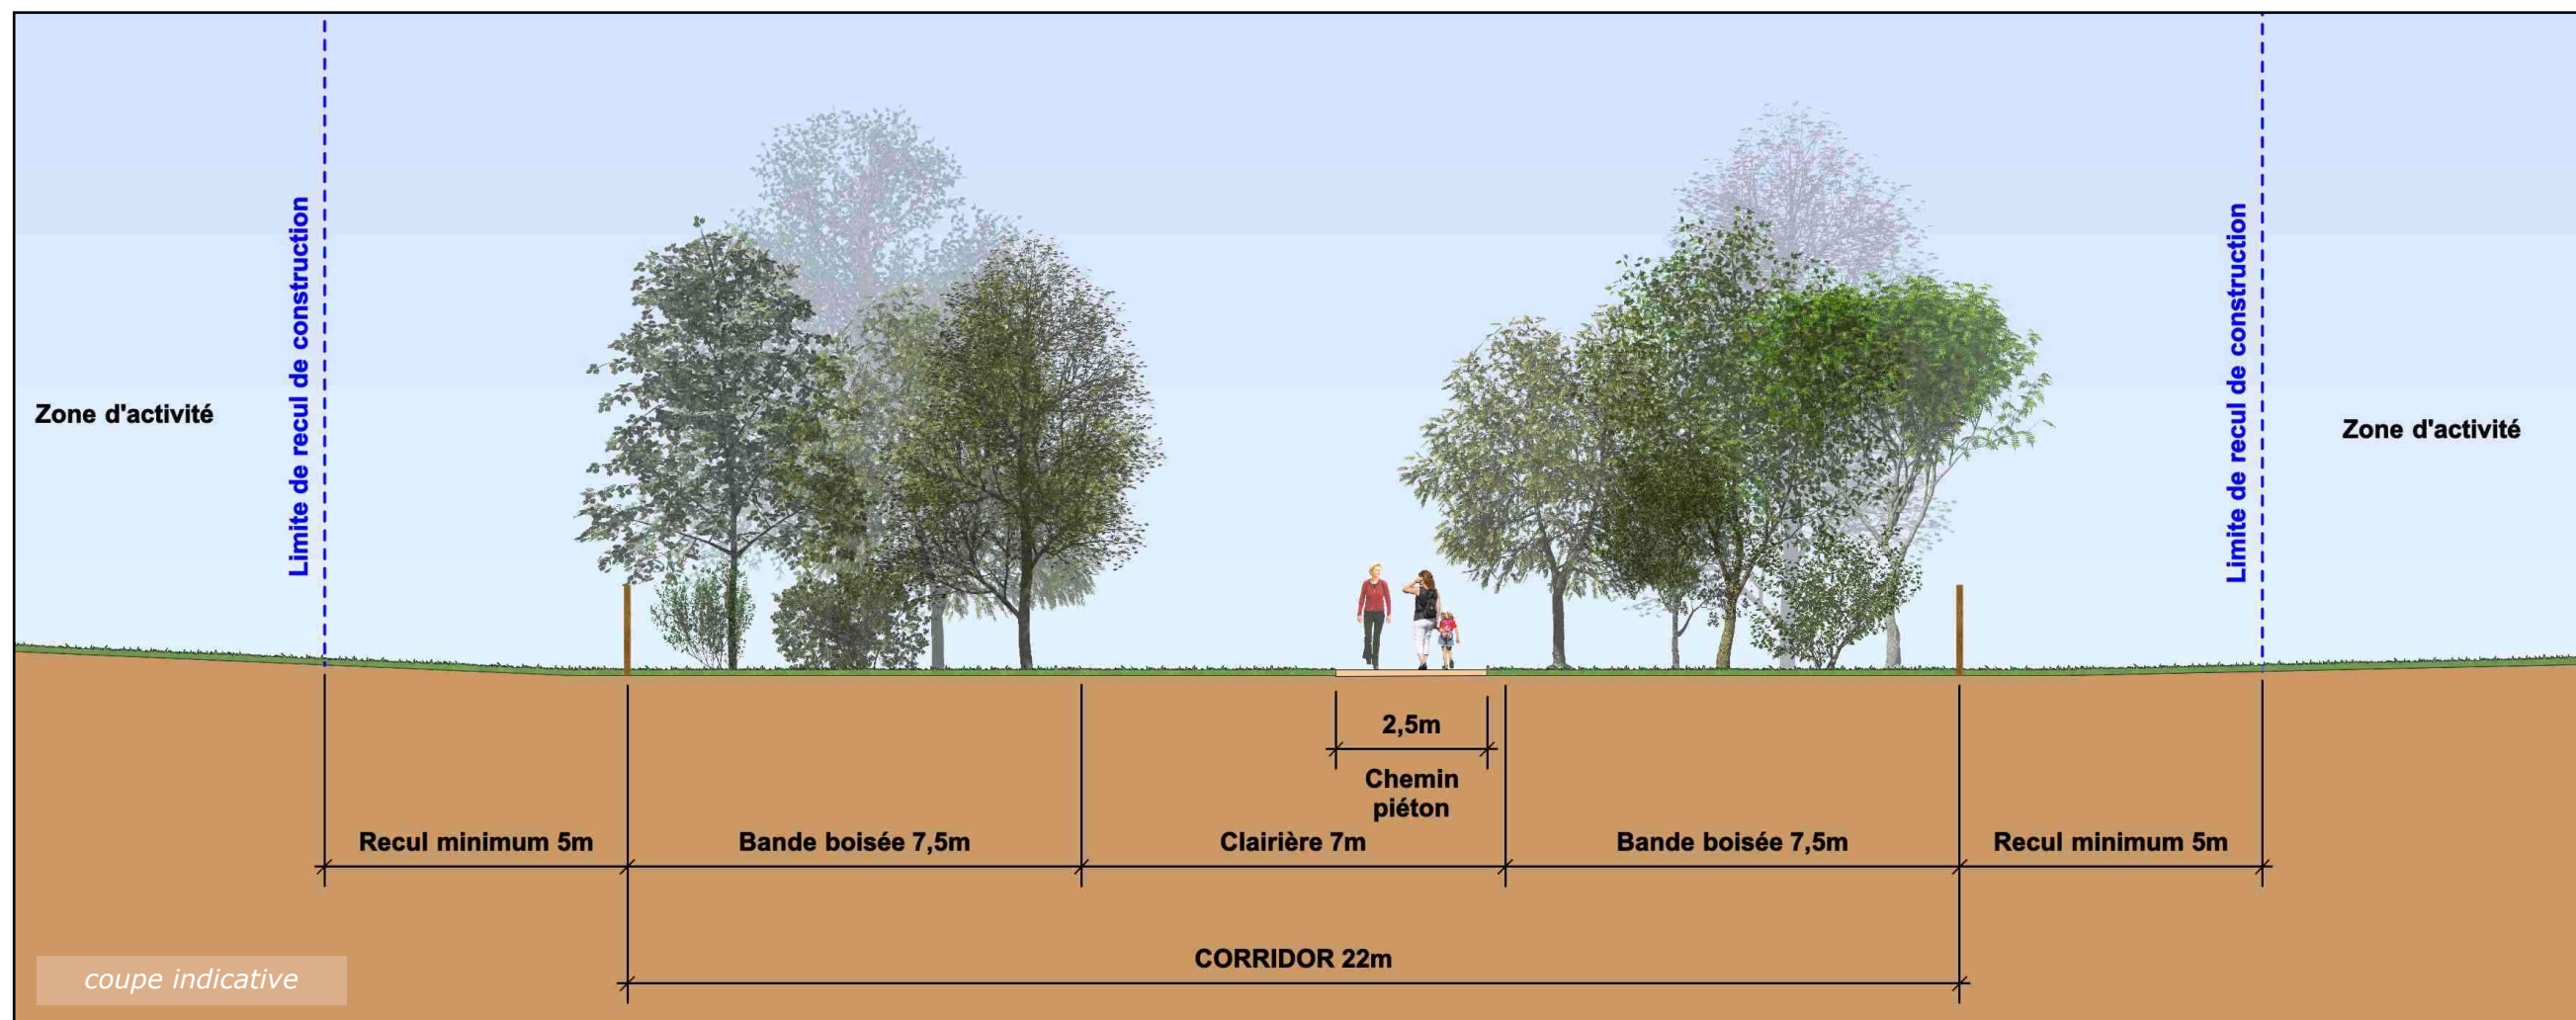 Limite de recul de construction
Limite de recul de construction
Zone d'activité
Zone d'activité
2,5m
Chemin
piéton
Recul minimum 5m
Bande boisée 7,5m
Clairière 7m
Bande boisée 7,5m
Recul minimum 5m
CORRIDOR 22m
coupe indicative